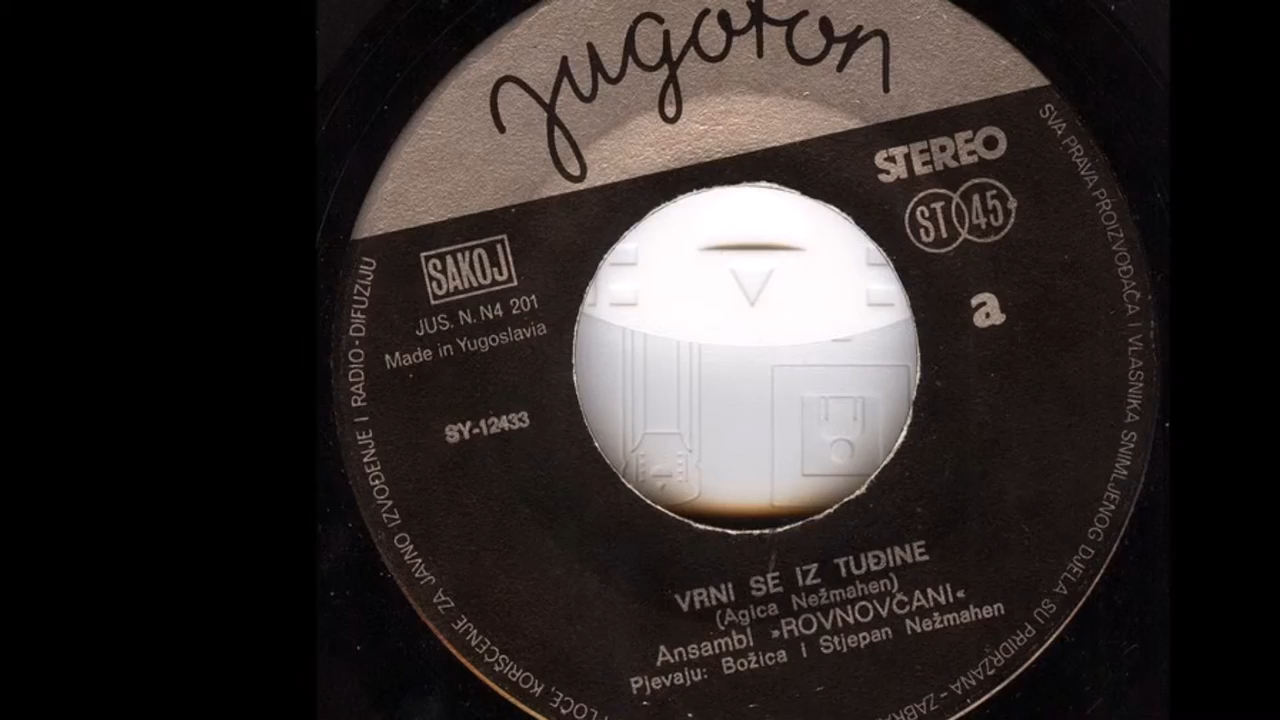 jugoton
STEREO
ST 45
SAKOJ
JUS. N. N4 201
Made in Yugoslavia
a
SY-12433
VRNI SE IZ TUĐINE
(Agica Nežmahen)
Ansambl »ROVNOVČANI«
Pjevaju: Božica i Stjepan Nežmahen
SVA PRAVA PROIZVOĐAČA I VLASNIKA SNIMLJENOG DJELA SU PRIDRŽANA - ZABRA
PLOČE, KORIŠĆENJE ZA JAVNO IZVOĐENJE I RADIO-DIFUZIJU